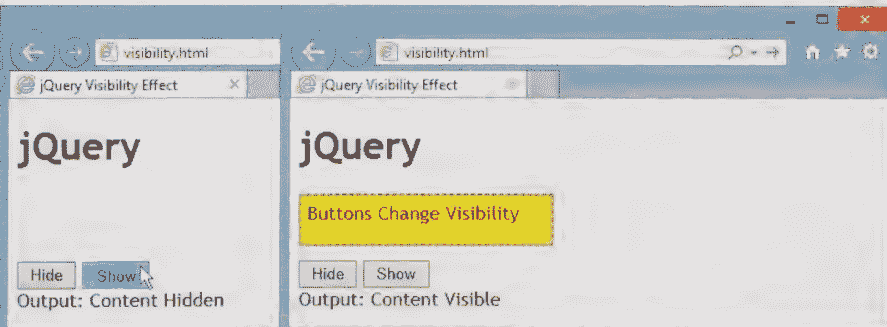 visibility.html
jQuery Visibility Effect
jQuery
Hide Show
Output: Content Hidden
visibility.html
jQuery Visibility Effect
jQuery
Buttons Change Visibility
Hide Show
Output: Content Visible